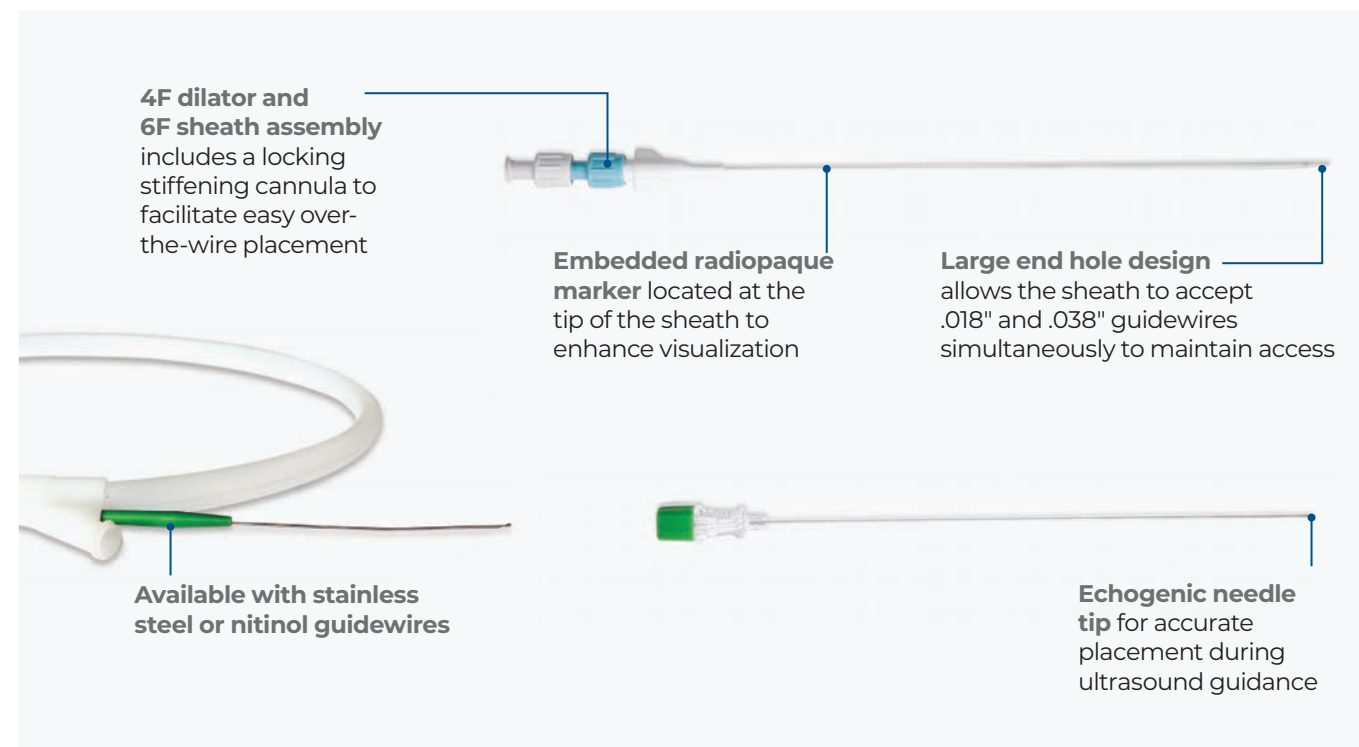 4F dilator and
6F sheath assembly
includes a locking
stiffening cannula to
facilitate easy over-
the-wire placement
Embedded radiopaque
marker located at the
tip of the sheath to
enhance visualization
Large end hole design
allows the sheath to accept
.018" and .038" guidewires
simultaneously to maintain access
Available with stainless
steel or nitinol guidewires
Echogenic needle
tip for accurate
placement during
ultrasound guidance